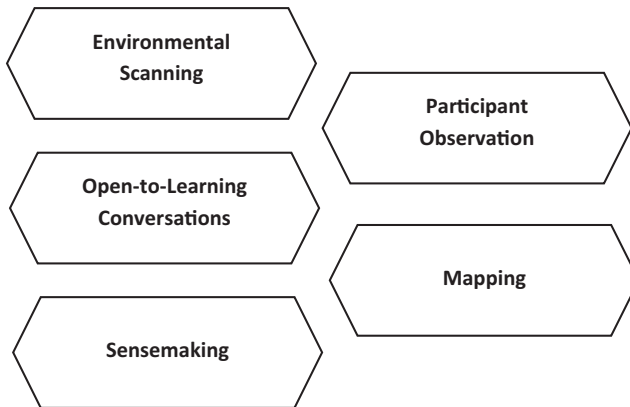 Environmental
Scanning
Participant
Observation
Open-to-Learning
Conversations
Mapping
Sensemaking